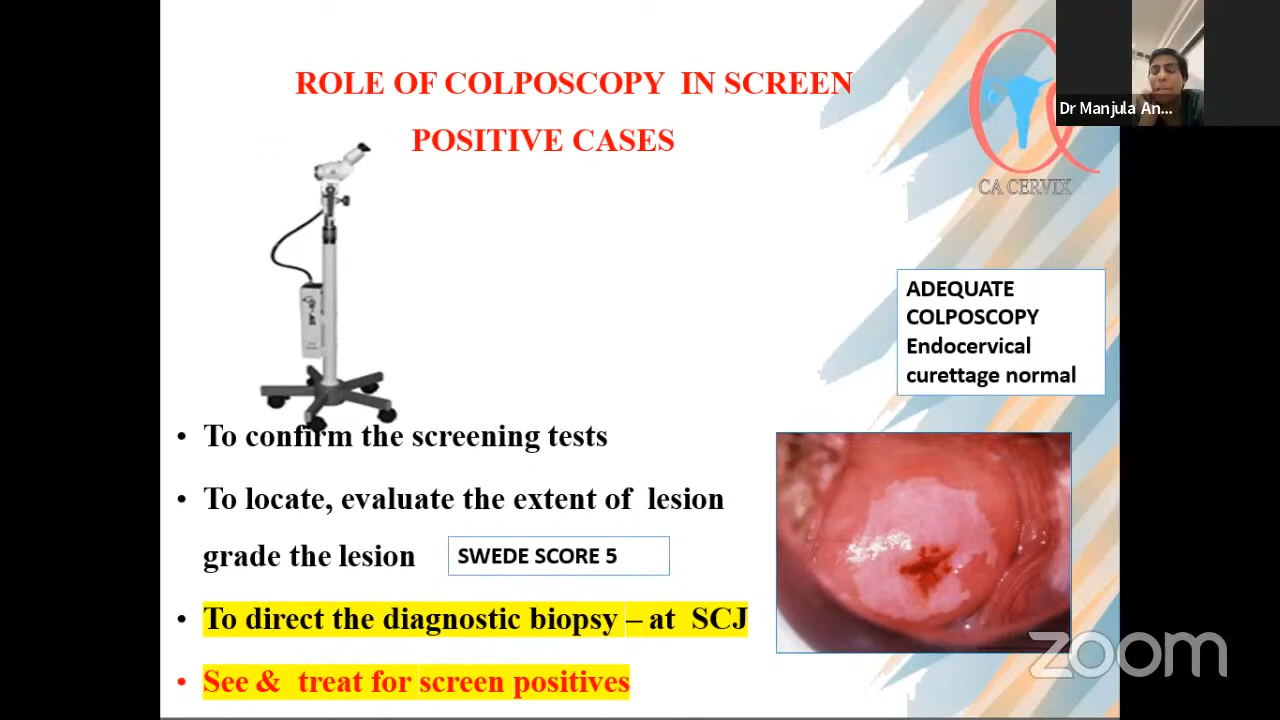 ROLE OF COLPOSCOPY IN SCREEN
POSITIVE CASES
Dr Manjula An...
CA CERVIX
ADEQUATE
COLPOSCOPY
Endocervical
curettage normal
• To confirm the screening tests
• To locate, evaluate the extent of lesion
grade the lesion
SWEDE SCORE 5
• To direct the diagnostic biopsy – at SCJ
• See & treat for screen positives
zoom